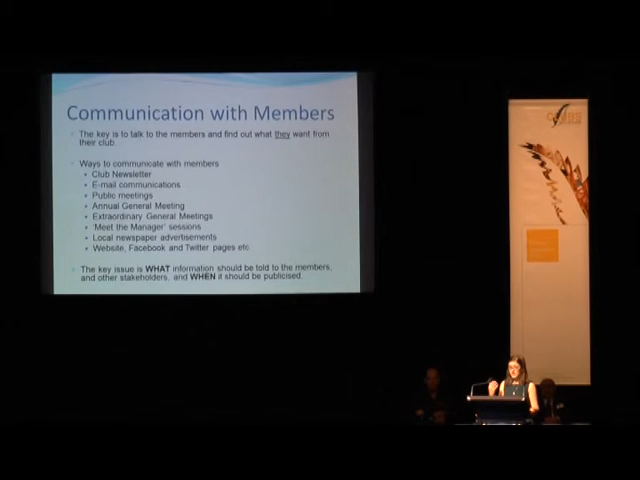 Communication with Members
The key is to talk to the members and find out what they want from
their club.
Ways to communicate with members
Club Newsletter
E-mail communications
Public meetings
Annual General Meeting
Extraordinary General Meetings
'Meet the Manager' sessions
Local newspaper advertisements
Website, Facebook and Twitter pages etc
The key issue is WHAT information should be told to the members,
and other stakeholders, and WHEN it should be publicised.